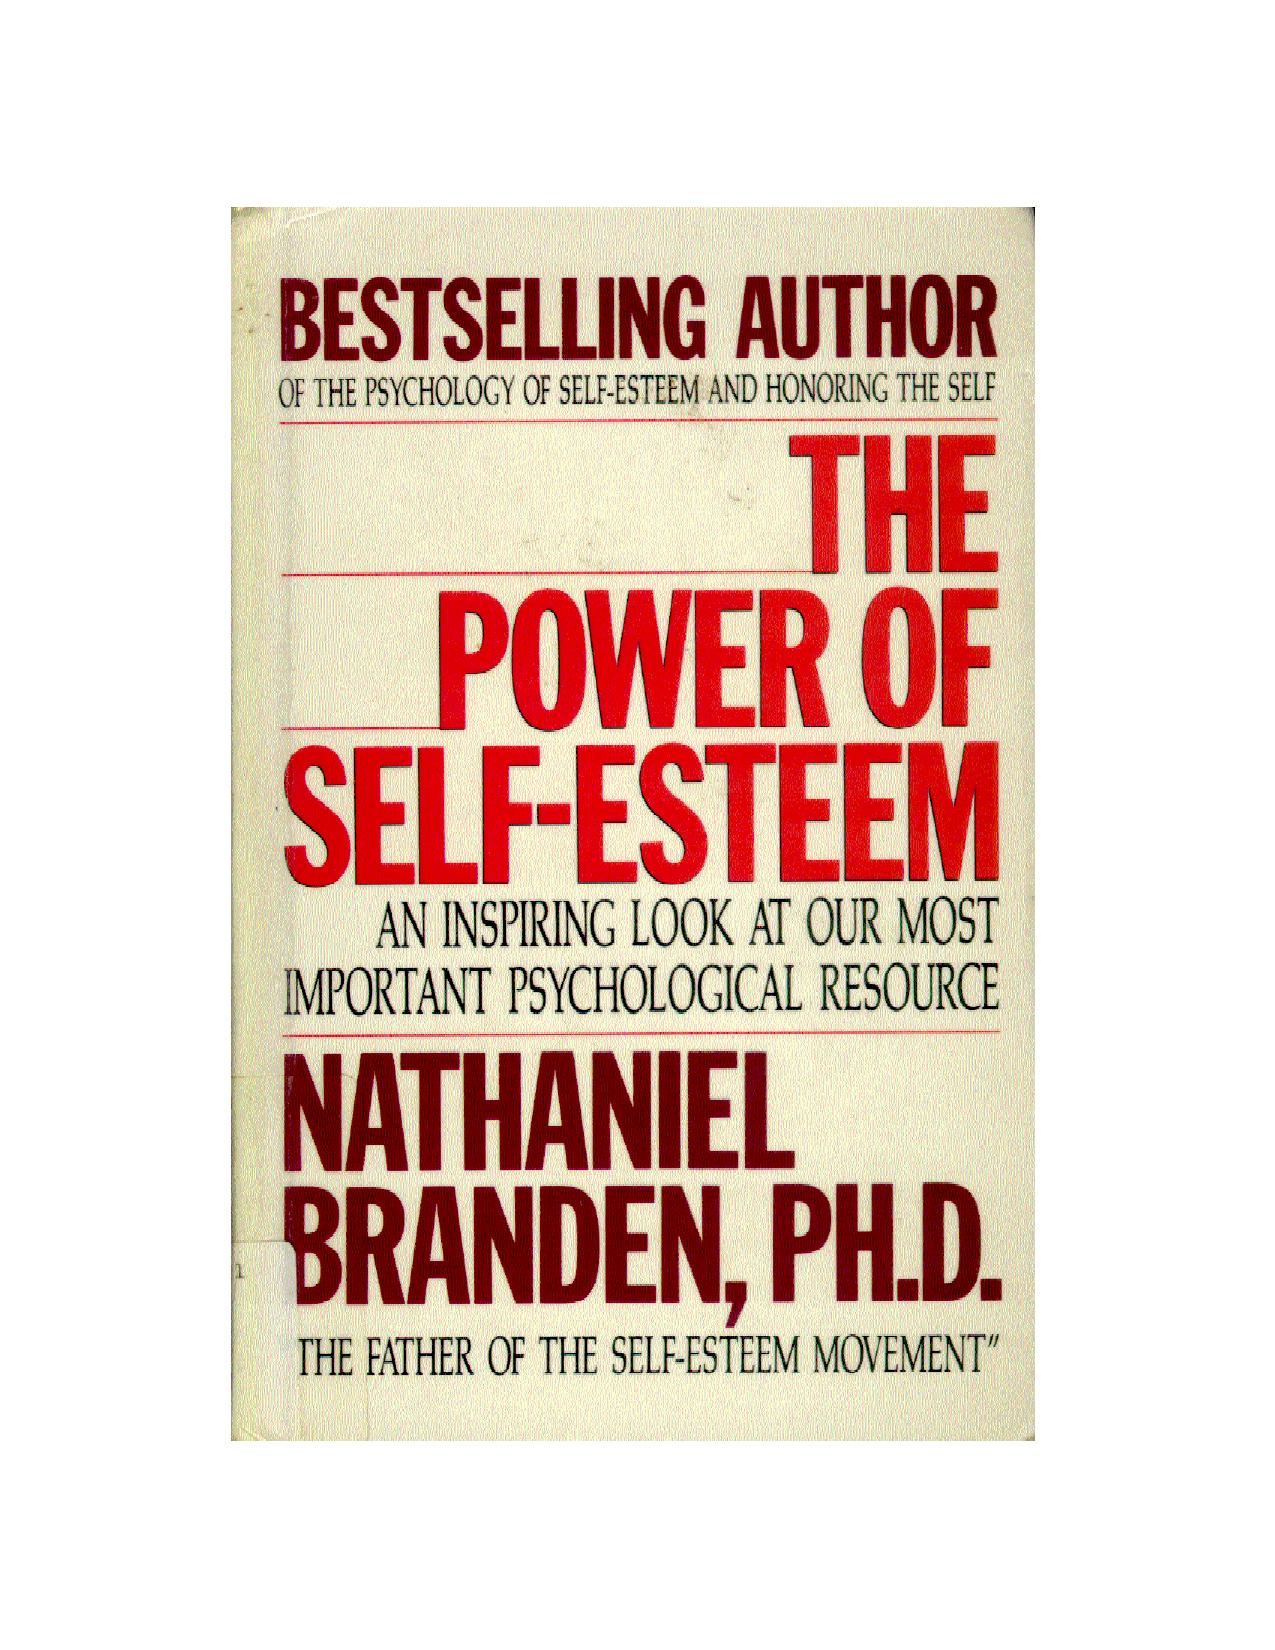 BESTSELLING AUTHOR
OF THE PSYCHOLOGY OF SELF-ESTEEM AND HONORING THE SELF
THE
POWER OF
SELF-ESTEEM
AN INSPIRING LOOK AT OUR MOST
IMPORTANT PSYCHOLOGICAL RESOURCE
NATHANIEL
BRANDEN, PH.D.
1
THE FATHER OF THE SELF-ESTEEM MOVEMENT”